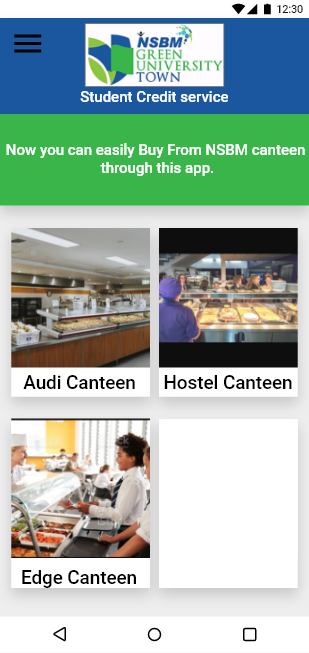 12:30
NSBM
GREEN
UNIVERSITY
TOWN
Student Credit service
Now you can easily Buy From NSBM canteen
through this app.
Audi Canteen
Hostel Canteen
Edge Canteen